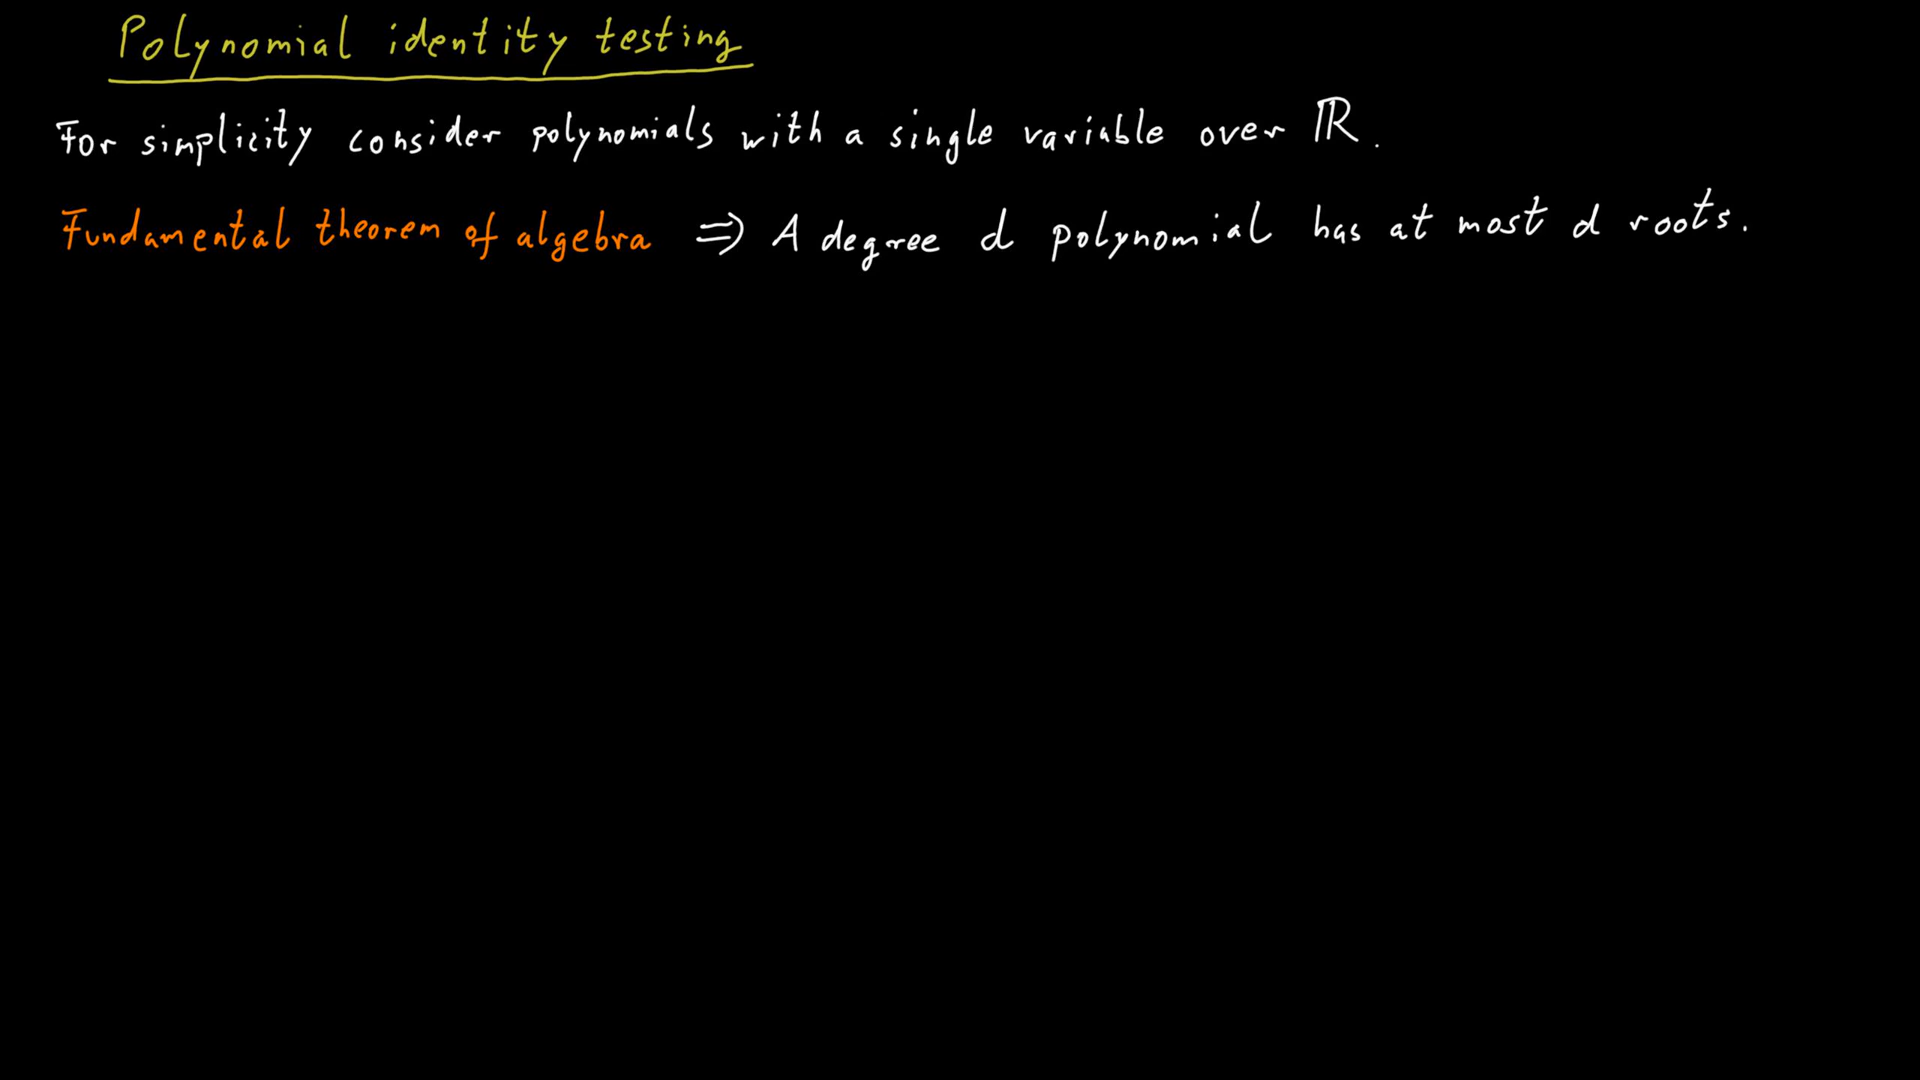 Polynomial identity testing
For simplicity consider polynomials with a single variable over ℝ.
Fundamental theorem of algebra ⇒ A degree d polynomial has at most d roots.